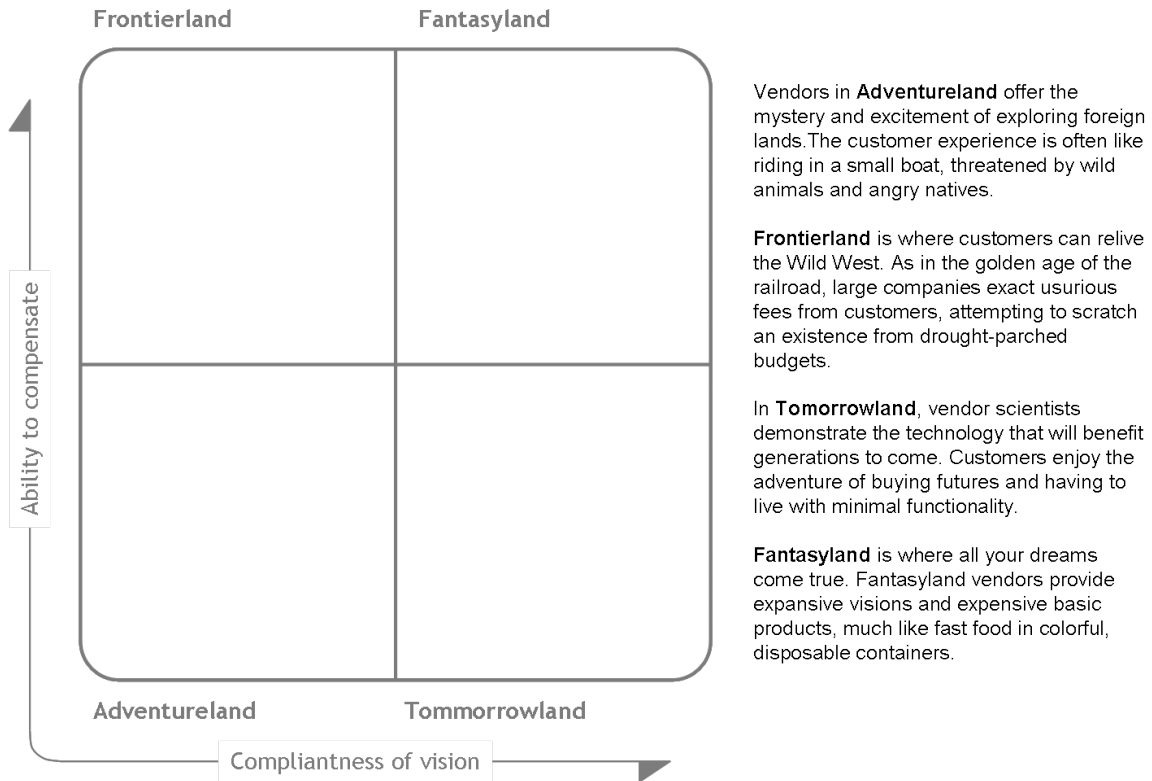 Frontierland
Fantasyland
Vendors in Adventureland offer the
mystery and excitement of exploring foreign
lands.The customer experience is often like
riding in a small boat, threatened by wild
animals and angry natives.
Frontierland is where customers can relive
the Wild West. As in the golden age of the
railroad, large companies exact usurious
fees from customers, attempting to scratch
an existence from drought-parched
budgets.
In Tomorrowland, vendor scientists
demonstrate the technology that will benefit
generations to come. Customers enjoy the
adventure of buying futures and having to
live with minimal functionality.
Fantasyland is where all your dreams
come true. Fantasyland vendors provide
expansive visions and expensive basic
products, much like fast food in colorful,
disposable containers.
Ability to compensate
Adventureland
Tommorrowland
Compliantness of vision